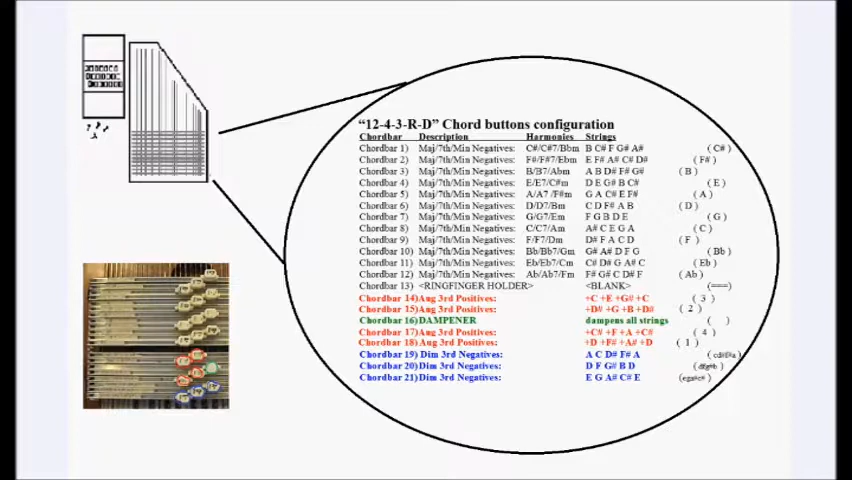 “12-4-3-R-D” Chord buttons configuration
Chordbar Description Harmonies Strings
Chordbar 1) Maj/7th/Min Negatives: C#/C#7/Bbm B C# F G# A# ( C# )
Chordbar 2) Maj/7th/Min Negatives: F#/F#7/Ebm E F# A# C# D# ( F# )
Chordbar 3) Maj/7th/Min Negatives: B/B7/Abm A B D# F# G# ( B )
Chordbar 4) Maj/7th/Min Negatives: E/E7/C#m D E G# B C# ( E )
Chordbar 5) Maj/7th/Min Negatives: A/A7 /F#m G A C# E F# ( A )
Chordbar 6) Maj/7th/Min Negatives: D/D7/Bm C D F# A B ( D )
Chordbar 7) Maj/7th/Min Negatives: G/G7/Em F G B D E ( G )
Chordbar 8) Maj/7th/Min Negatives: C/C7/Am A# C E G A ( C )
Chordbar 9) Maj/7th/Min Negatives: F/F7/Dm D# F A C D ( F )
Chordbar 10) Maj/7th/Min Negatives: Bb/Bb7/Gm G# A# D F G ( Bb )
Chordbar 11) Maj/7th/Min Negatives: Eb/Eb7/Cm C# D# G A# C ( Eb )
Chordbar 12) Maj/7th/Min Negatives: Ab/Ab7/Fm F# G# C D# F ( Ab )
Chordbar 13) <RINGFINGER HOLDER> <BLANK> (===)
Chordbar 14) Aug 3rd Positives: +C +E +G# +C ( 3 )
Chordbar 15) Aug 3rd Positives: +D# +G +B +D# ( 2 )
Chordbar 16) DAMPENER dampens all strings ( )
Chordbar 17) Aug 3rd Positives: +C# +F +A +C# ( 4 )
Chordbar 18) Aug 3rd Positives: +D +F# +A# +D ( 1 )
Chordbar 19) Dim 3rd Negatives: A C D# F# A
Chordbar 20) Dim 3rd Negatives: D F G# B D
Chordbar 21) Dim 3rd Negatives: E G A# C# E